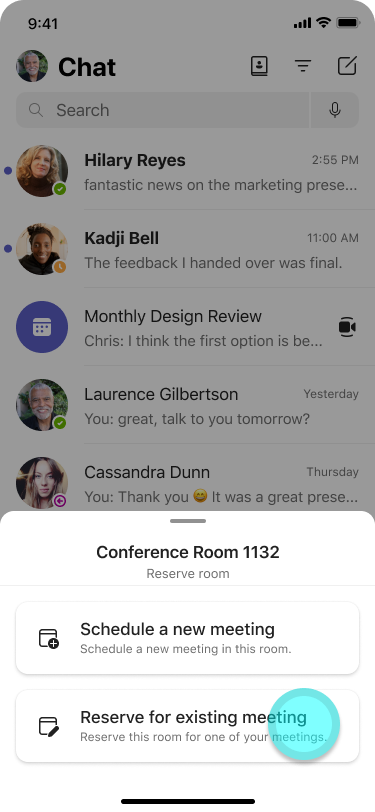 9:41
Chat
Search
Hilary Reyes 2:55 PM
fantastic news on the marketing prese...
Kadji Bell 11:00 AM
The feedback I handed over was final.
Monthly Design Review
Chris: I think the first option is be...
Laurence Gilbertson Yesterday
You: great, talk to you tomorrow?
Cassandra Dunn Thursday
You: Thank you 😄 It was a great prese...
Conference Room 1132
Reserve room
Schedule a new meeting
Schedule a new meeting in this room.
Reserve for existing meeting
Reserve this room for one of your meetings.